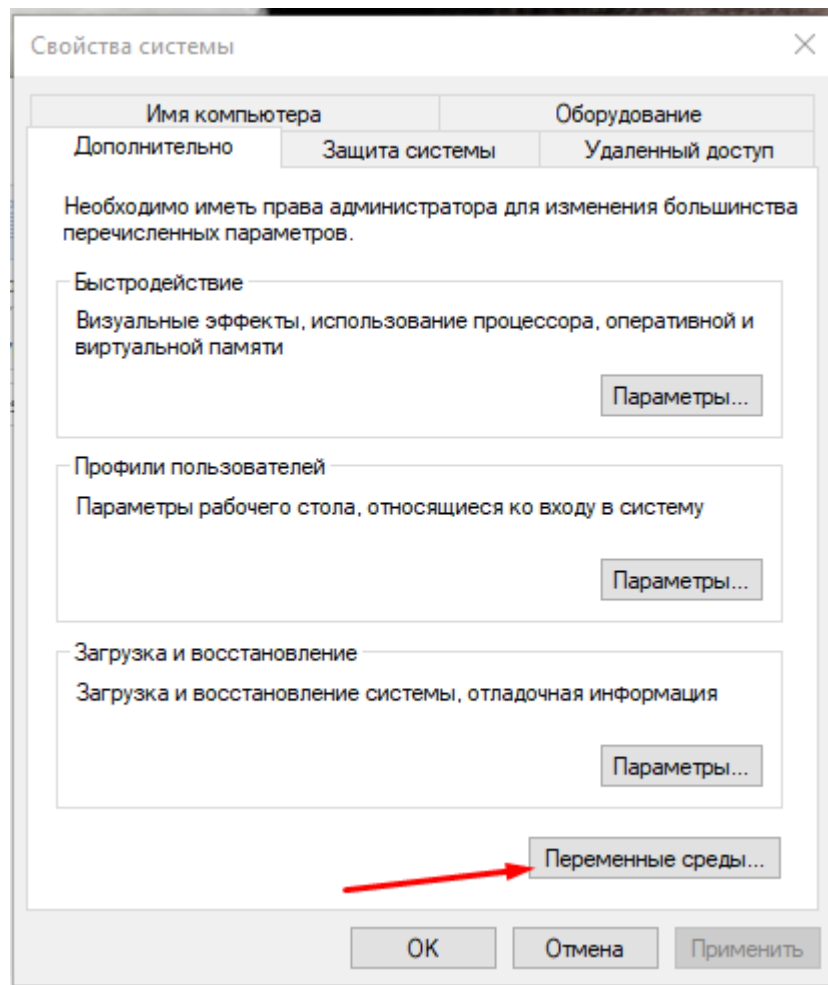 Свойства системы
Имя компьютера
Оборудование
Дополнительно
Защита системы
Удаленный доступ
Необходимо иметь права администратора для изменения большинства
перечисленных параметров.
Быстродействие
Визуальные эффекты, использование процессора, оперативной и
виртуальной памяти
Параметры...
Профили пользователей
Параметры рабочего стола, относящиеся ко входу в систему
Параметры...
Загрузка и восстановление
Загрузка и восстановление системы, отладочная информация
Параметры...
Переменные среды...
ОК
Отмена
Применить